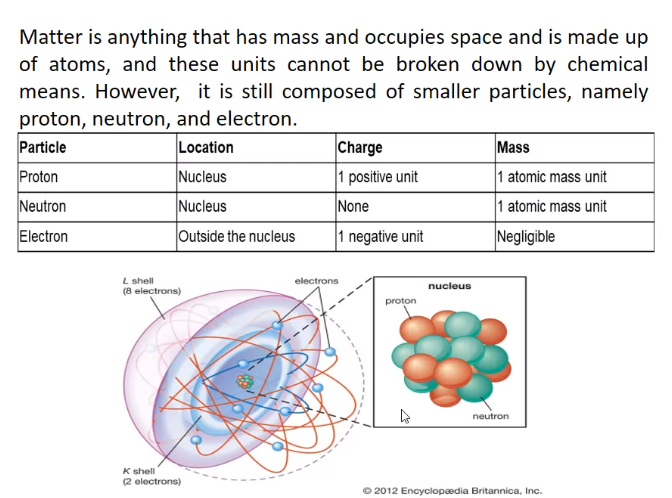 Matter is anything that has mass and occupies space and is made up
of atoms, and these units cannot be broken down by chemical
means. However, it is still composed of smaller particles, namely
proton, neutron, and electron.
Particle Location Charge Mass
Proton Nucleus 1 positive unit 1 atomic mass unit
Neutron Nucleus None 1 atomic mass unit
Electron Outside the nucleus 1 negative unit Negligible
L shell
(8 electrons)
electrons
nucleus
proton
neutron
K shell
(2 electrons)
© 2012 Encyclopædia Britannica, Inc.